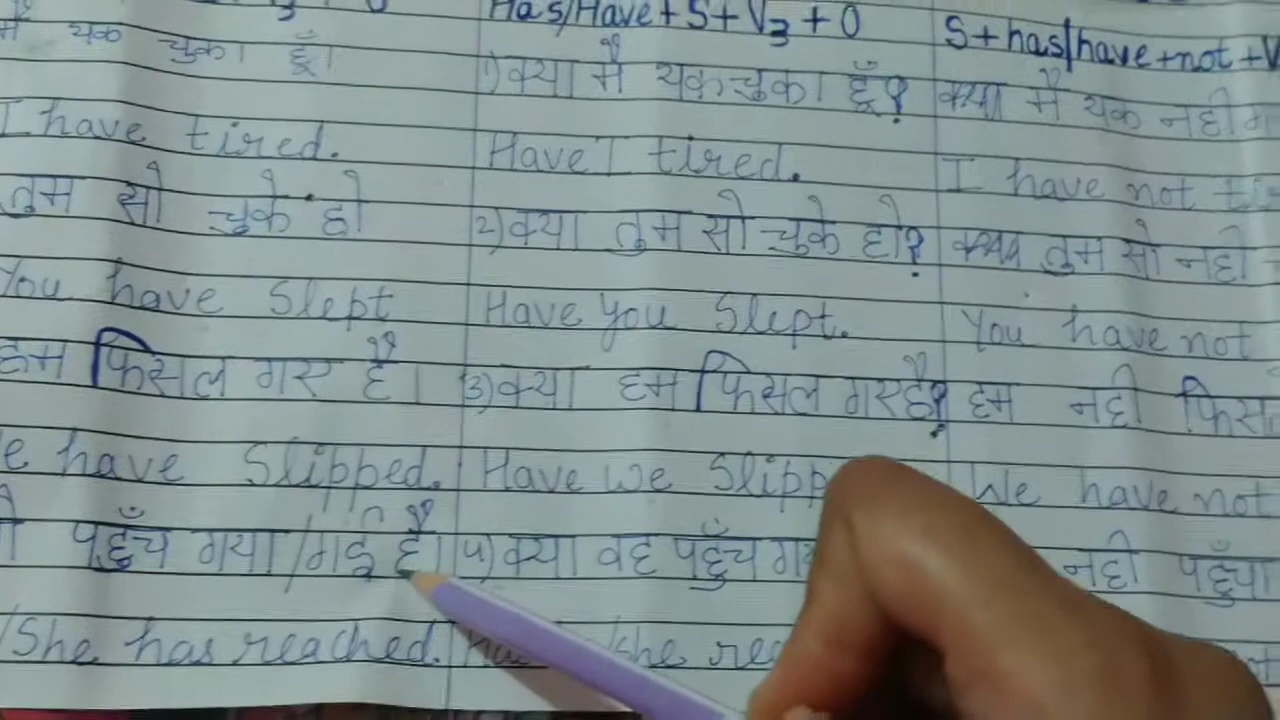 Has/Have + S + V3 + O
S + has/have + not + V
थक चुका हूँ।
1) क्या मैं थक चुका हूँ?
क्या मैं थक नही
I have tired.
Have I tired.
I have not
तुम सो चुके हो
2) क्या तुम सो चुके हो?
क्या तुम सो नही
You have Slept
Have you Slept.
You have not
हम फिसल गए हैं।
3) क्या हम फिसल गए हैं?
हम नही
e have Slipped.
Have we Slipp
We have not
पहुँच गया/गई है।
4) क्या वह पहुँच
नही पहुँचा
/She has reached.
/she rea